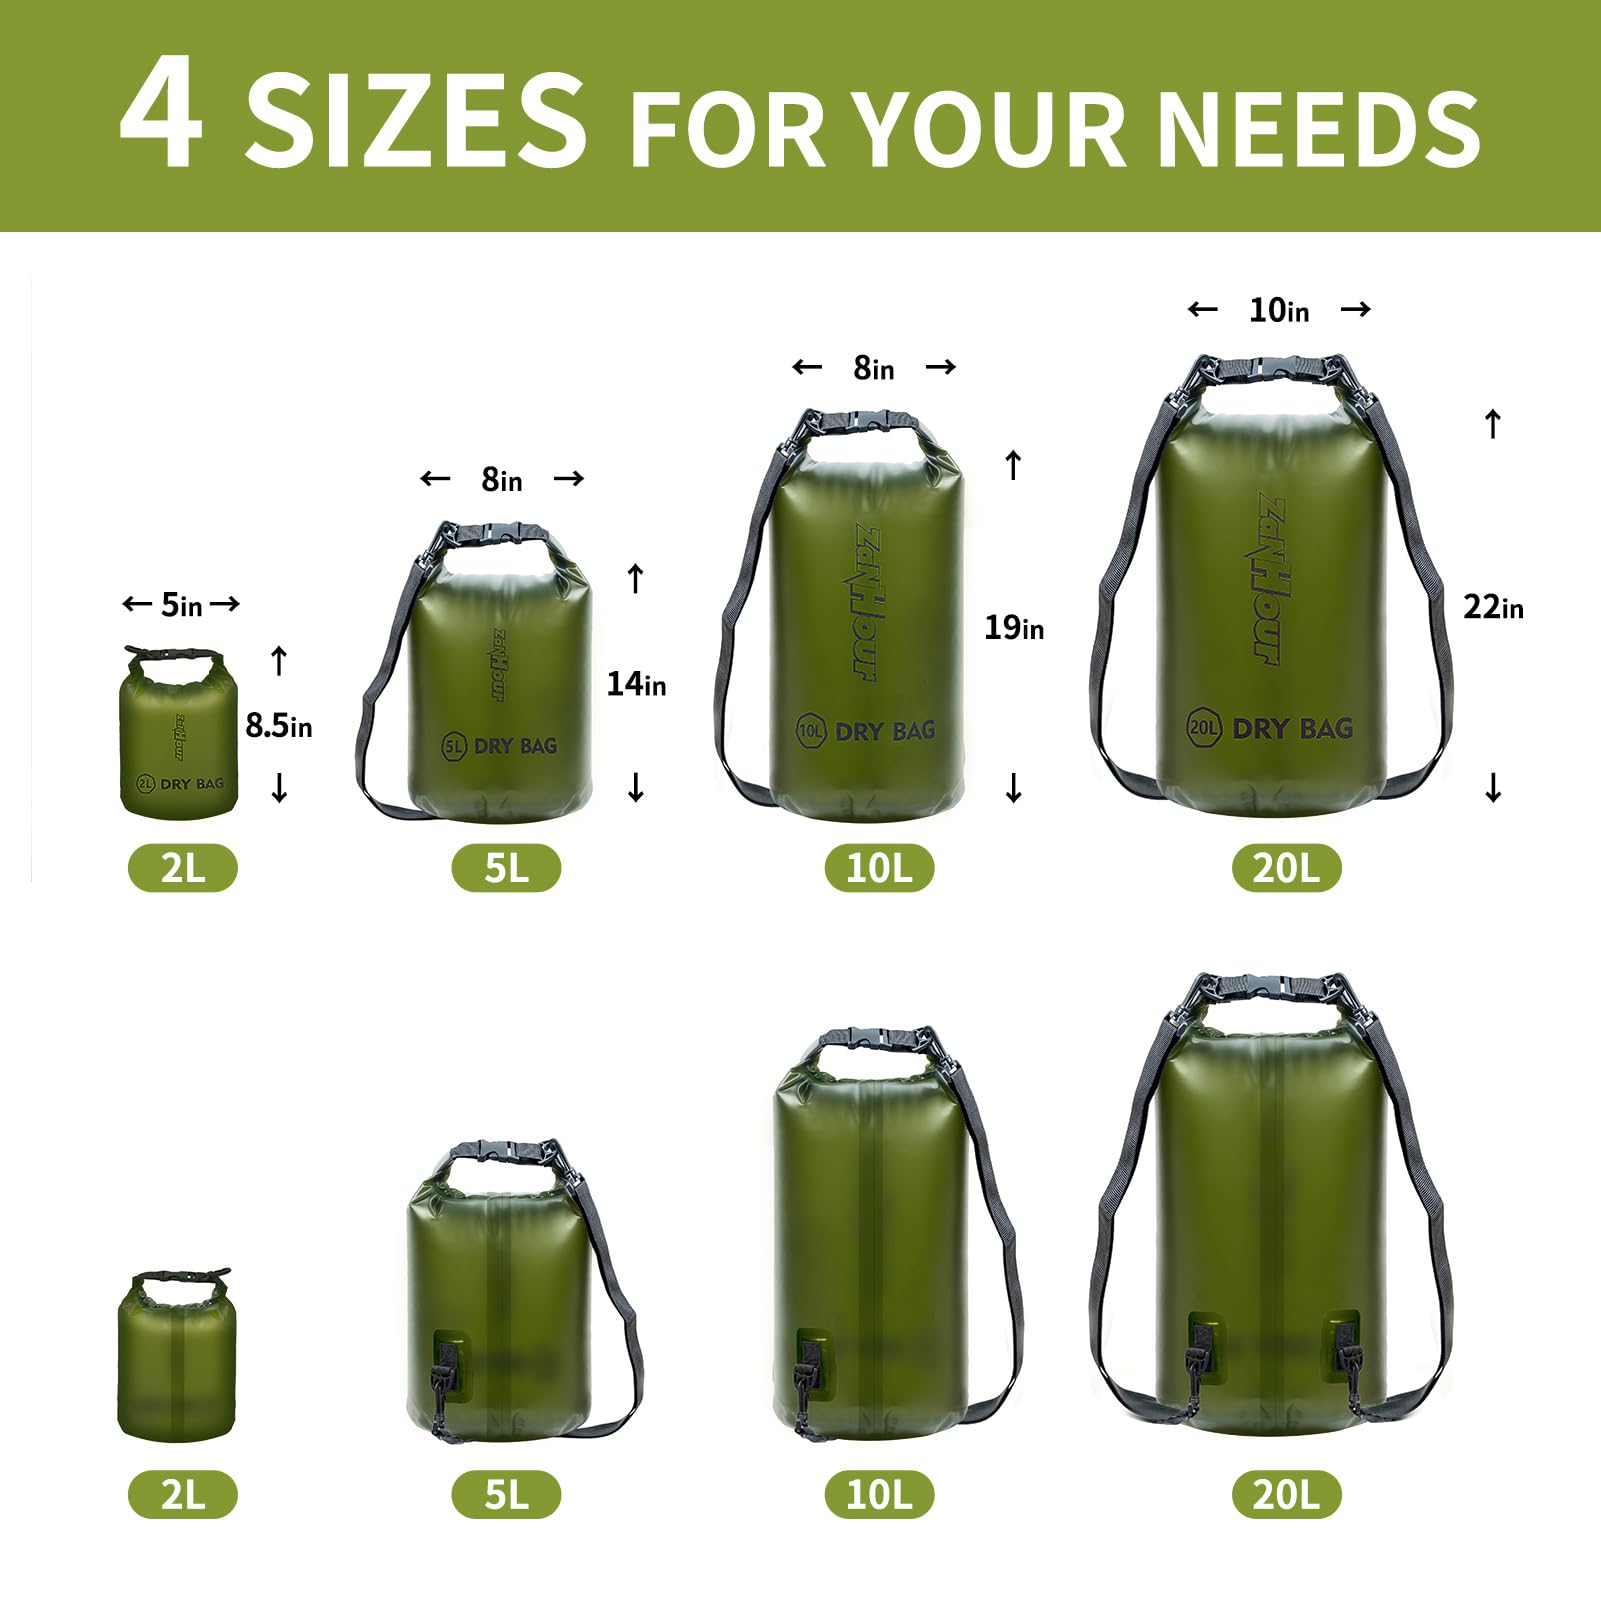 4 SIZES FOR YOUR NEEDS
10in
8in
8in
5in
22in
19in
14in
8.5in
ZanHour
2L DRY BAG
ZanHour
5L DRY BAG
ZanHour
10L DRY BAG
ZanHour
20L DRY BAG
2L
5L
10L
20L
2L
5L
10L
20L